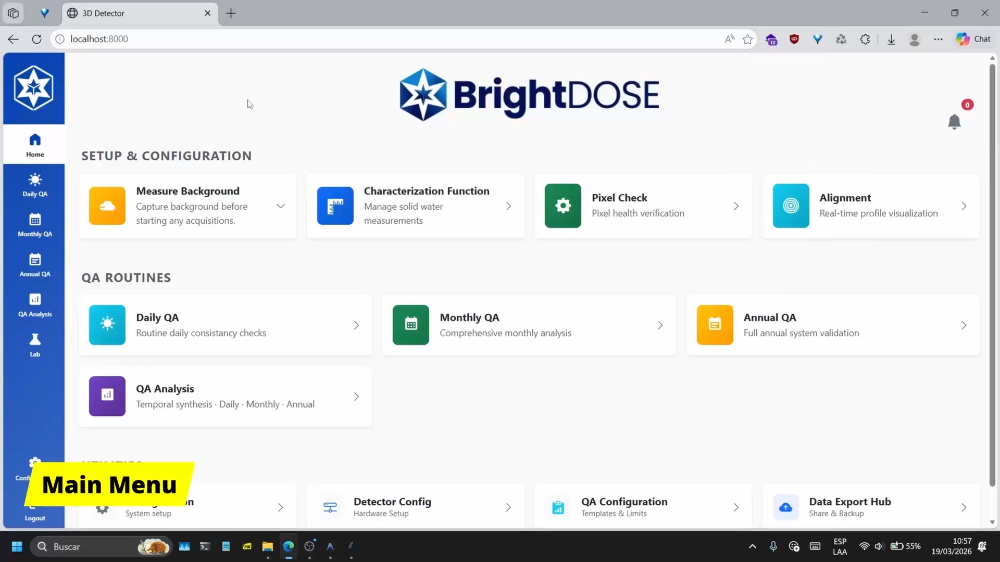 3D Detector
localhost:8000
12
Chat
BrightDOSE
0
Home
Daily QA
Monthly QA
Annual QA
QA Analysis
Lab
Logout
SETUP & CONFIGURATION
Measure Background
Capture background before
starting any acquisitions.
Characterization Function
Manage solid water
measurements
Pixel Check
Pixel health verification
Alignment
Real-time profile visualization
QA ROUTINES
Daily QA
Routine daily consistancy checks
Monthly QA
Comprehensive monthly analysis
Annual QA
Full annual system validation
QA Analysis
Temporal synthesis · Daily · Monthly · Annual
Main Menu
System setup
Detector Config
Hardware Setup
QA Configuration
Templates & Limits
Data Export Hub
Share & Backup
Buscar
ESP
LAA
55%
10:57
19/03/2026